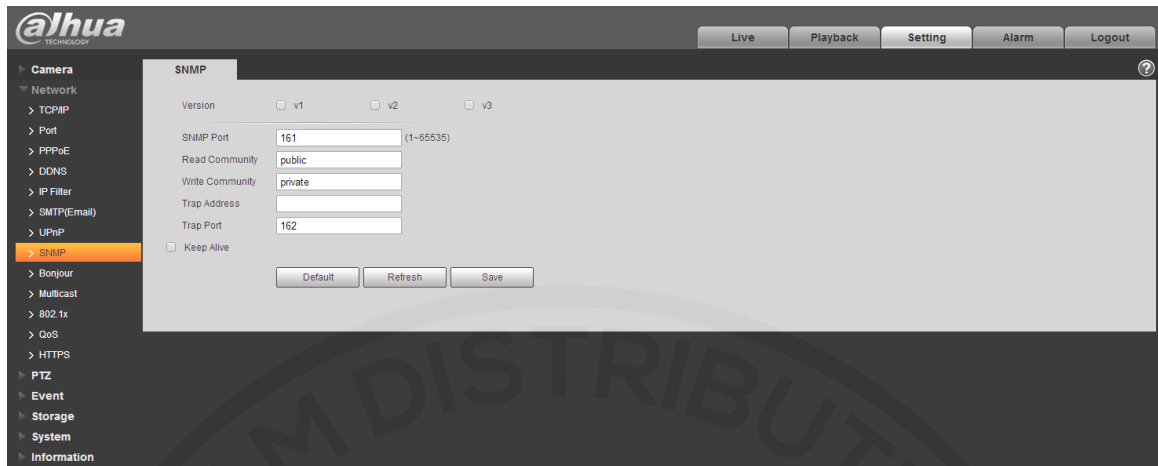 alhua
TECHNOLOGY
Live Playback Setting Alarm Logout
Camera
Network
TCP/IP
Port
PPPoE
DDNS
IP Filter
SMTP(Email)
UPnP
SNMP
Bonjour
Multicast
802.1x
QoS
HTTPS
PTZ
Event
Storage
System
Information
SNMP
Version v1 v2 v3
SNMP Port 161 (1~65535)
Read Community public
Write Community private
Trap Address
Trap Port 162
Keep Alive
Default Refresh Save
M DISTRIBUT